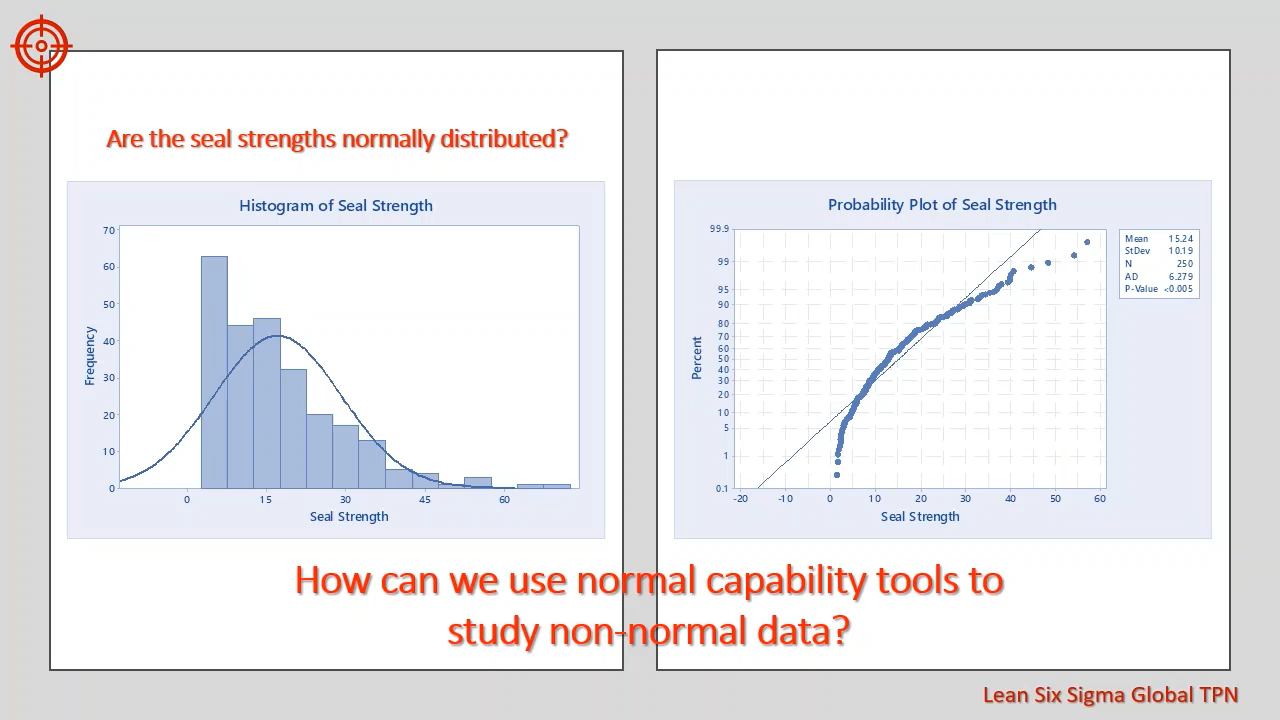 Are the seal strengths normally distributed?
Histogram of Seal Strength
Frequency
70
60
50
40
30
20
10
0
0 15 30 45 60
Seal Strength
Probability Plot of Seal Strength
Percent
99.9
99
95
90
80
70
60
50
40
30
20
10
5
1
0.1
-20 -10 0 10 20 30 40 50 60
Seal Strength
Mean 15.24
StDev 10.19
N 250
AD 6.279
P-Value <0.005
How can we use normal capability tools to
study non-normal data?
Lean Six Sigma Global TPN